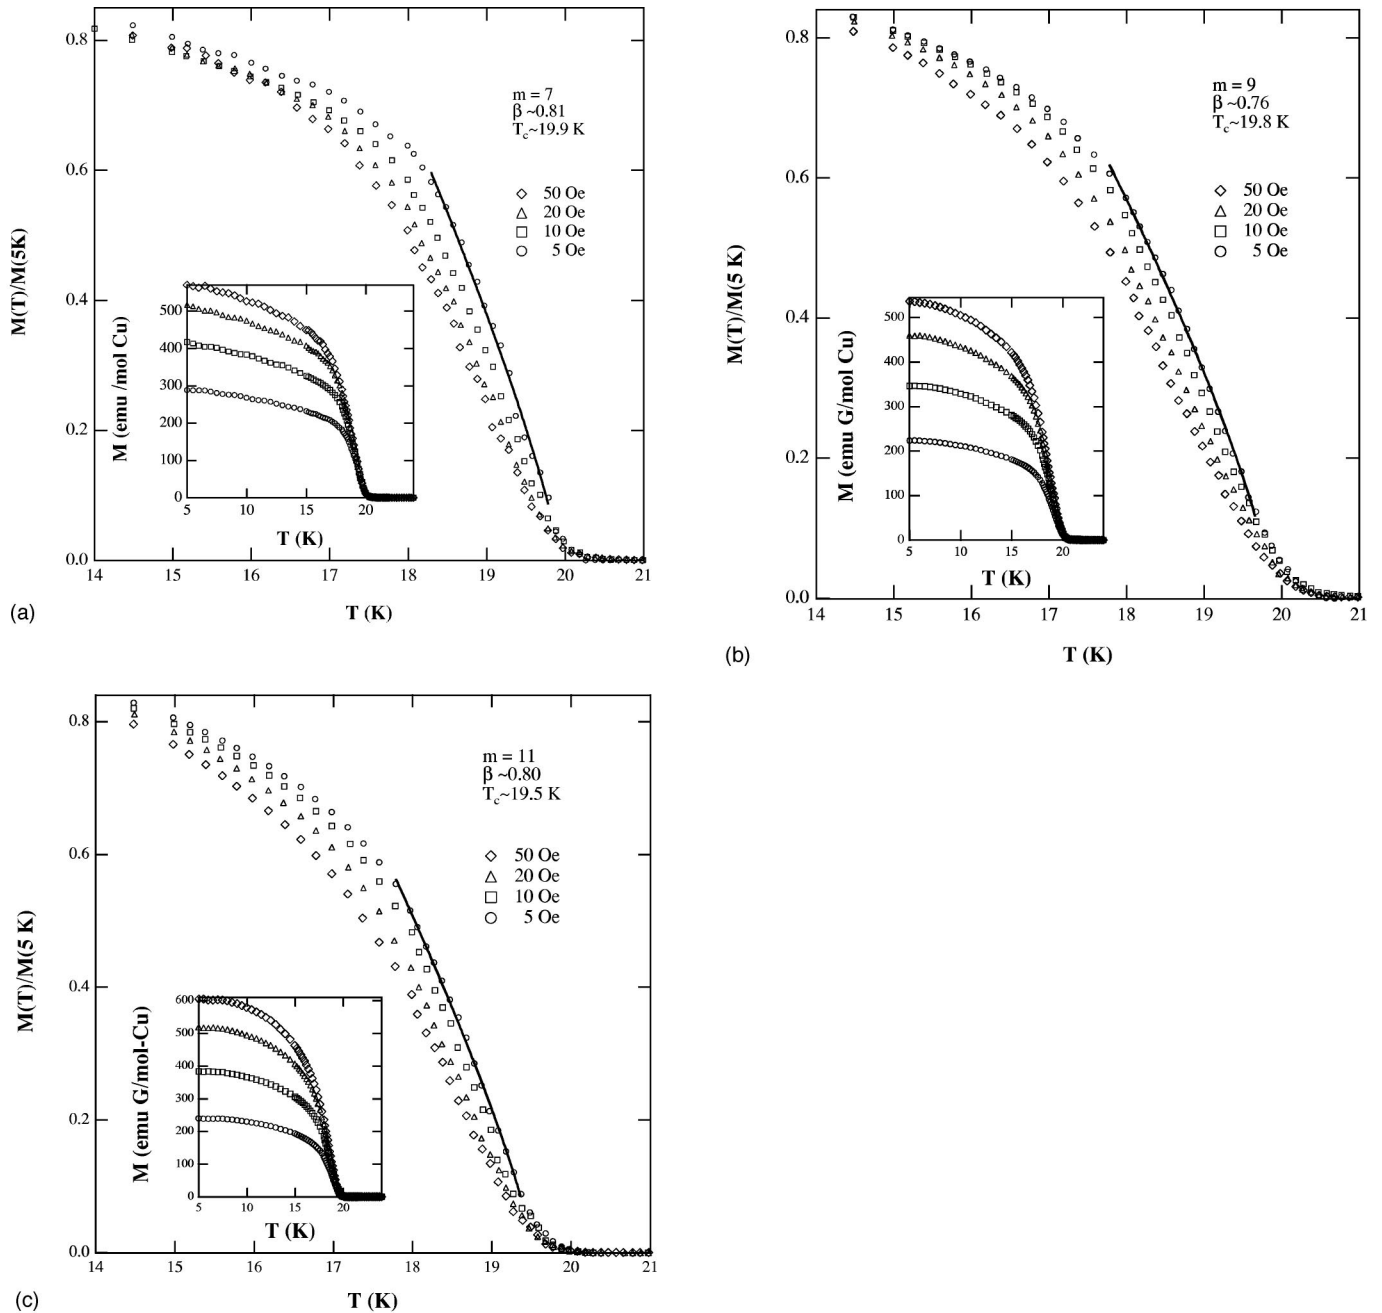 0.8
0.6
0.4
0.2
0.0
14 15 16 17 18 19 20 21
M(T)/M(5K)
T (K)
m = 7
β ~0.81
Tc~19.9 K
50 Oe
20 Oe
10 Oe
5 Oe
500
400
300
200
100
0
5 10 15 20
M (emu /mol Cu)
T (K)
(a)
0.8
0.6
0.4
0.2
0.0
14 15 16 17 18 19 20 21
M(T)/M(5 K)
T (K)
m = 9
β ~0.76
Tc~19.8 K
50 Oe
20 Oe
10 Oe
5 Oe
500
400
300
200
100
0
5 10 15 20
M (emu G/mol Cu)
T (K)
(b)
0.8
0.6
0.4
0.2
0.0
14 15 16 17 18 19 20 21
M(T)/M(5 K)
T (K)
m = 11
β ~0.80
Tc~19.5 K
50 Oe
20 Oe
10 Oe
5 Oe
600
500
400
300
200
100
0
5 10 15 20
M (emu G/mol-Cu)
T (K)
(c)